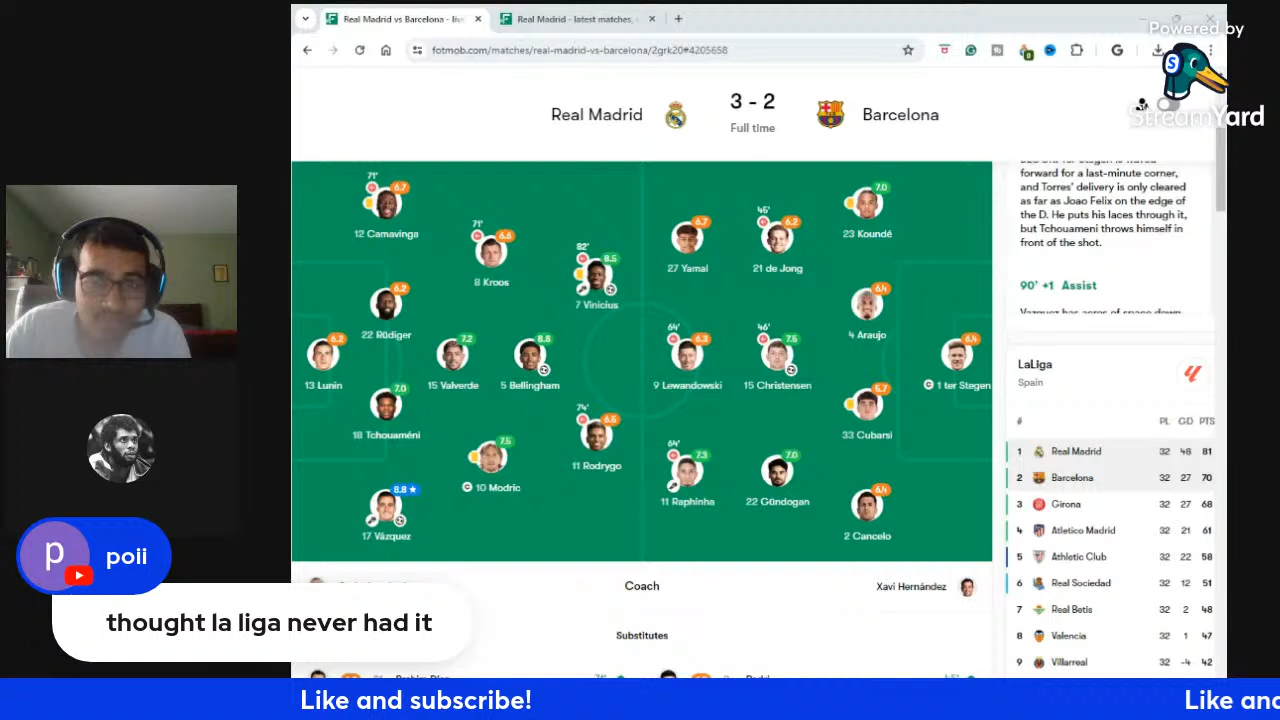 Real Madrid vs Barcelona - live
Real Madrid - latest matches,
fotmob.com/matches/real-madrid-vs-barcelona/2grk20#4205658
Powered by
StreamYard
Real Madrid
3 - 2
Full time
Barcelona
71'
6.7
12 Camavinga
71'
6.6
8 Kroos
82'
8.5
7 Vinicius
6.2
22 Rüdiger
6.2
13 Lunin
7.2
15 Valverde
8.8
5 Bellingham
7.0
18 Tchouaméni
74'
6.5
11 Rodrygo
7.5
10 Modric
8.8
17 Vázquez
6.7
27 Yamal
45'
6.2
21 de Jong
7.0
23 Koundé
6.4
4 Araujo
64'
6.3
9 Lewandowski
46'
7.5
15 Christensen
6.4
1 ter Stegen
5.7
33 Cubarsí
64'
7.3
11 Raphinha
7.0
22 Gündogan
6.4
2 Cancelo
Coach
Xavi Hernández
Substitutes
forward for a last-minute corner,
and Torres' delivery is only cleared
as far as Joao Felix on the edge of
the D. He puts his laces through it,
but Tchouameni throws himself in
front of the shot.
90' +1 Assist
LaLiga
Spain
# PL GD PTS
1 Real Madrid 32 48 81
2 Barcelona 32 27 70
3 Girona 32 27 68
4 Atletico Madrid 32 21 61
5 Athletic Club 32 22 58
6 Real Sociedad 32 12 51
7 Real Betis 32 2 48
8 Valencia 32 1 47
9 Villarreal 32 -4 42
p
poii
thought la liga never had it
Like and subscribe!
Like and